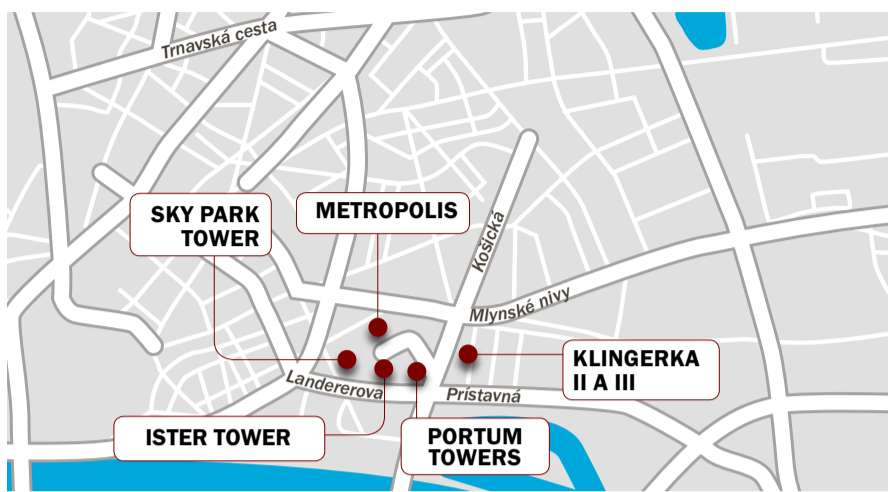 Trnavská cesta
SKY PARK
TOWER
METROPOLIS
Košická
Mlynské nivy
KLINGERKA
II A III
Landererova
Prístavná
ISTER TOWER
PORTUM
TOWERS